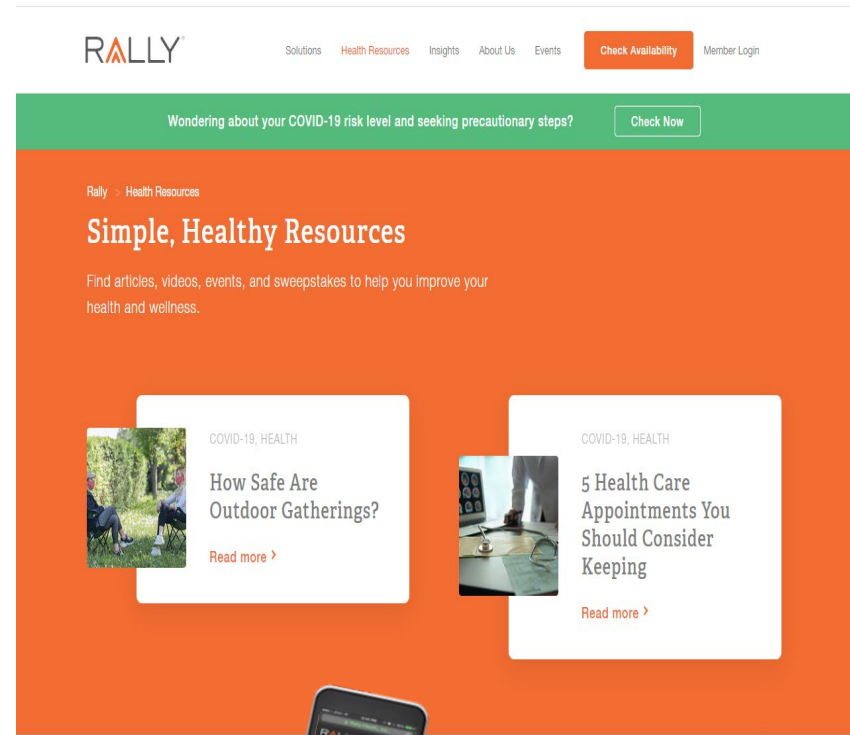 RALLY®
Solutions
Health Resources
Insights
About Us
Events
Check Availability
Member Login
Wondering about your COVID-19 risk level and seeking precautionary steps?
Check Now
Rally > Health Resources
Simple, Healthy Resources
Find articles, videos, events, and sweepstakes to help you improve your
health and wellness.
COVID-19, HEALTH
How Safe Are
Outdoor Gatherings?
Read more >
COVID-19, HEALTH
5 Health Care
Appointments You
Should Consider
Keeping
Read more >